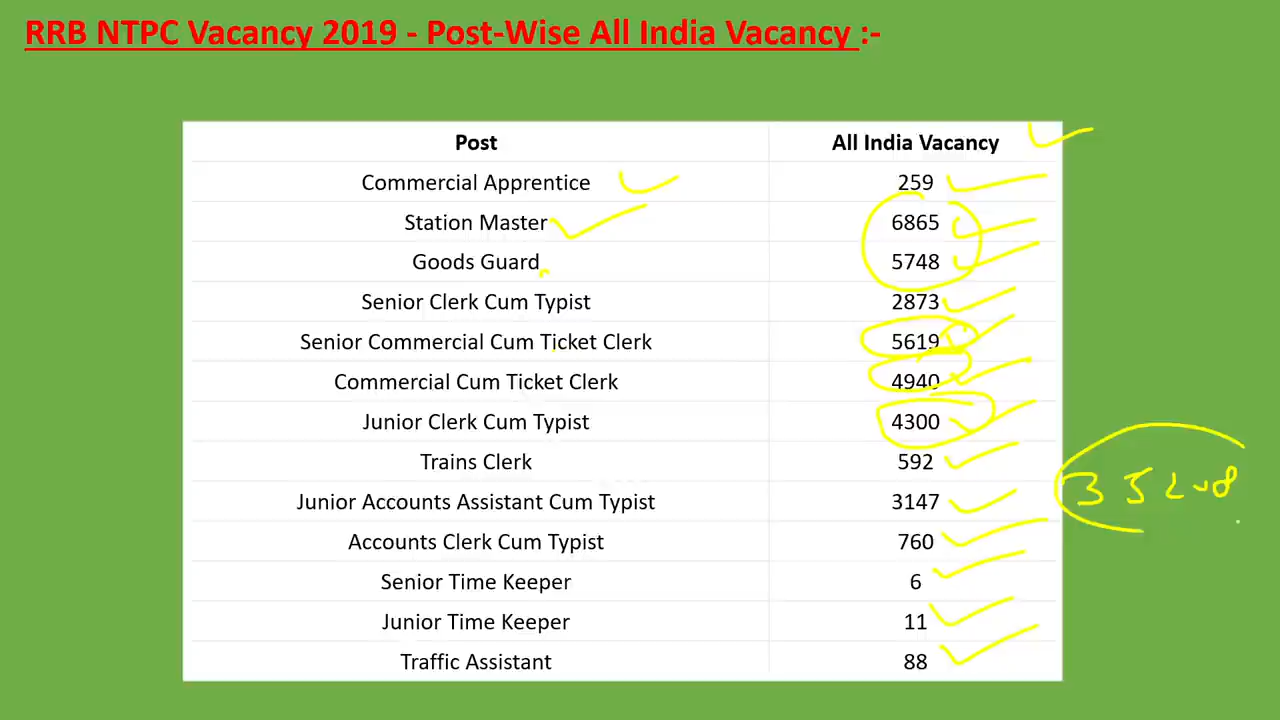 RRB NTPC Vacancy 2019 - Post-Wise All India Vacancy :-
Post All India Vacancy
Commercial Apprentice 259
Station Master 6865
Goods Guard 5748
Senior Clerk Cum Typist 2873
Senior Commercial Cum Ticket Clerk 5619
Commercial Cum Ticket Clerk 4940
Junior Clerk Cum Typist 4300
Trains Clerk 592
Junior Accounts Assistant Cum Typist 3147
Accounts Clerk Cum Typist 760
Senior Time Keeper 6
Junior Time Keeper 11
Traffic Assistant 88
35208